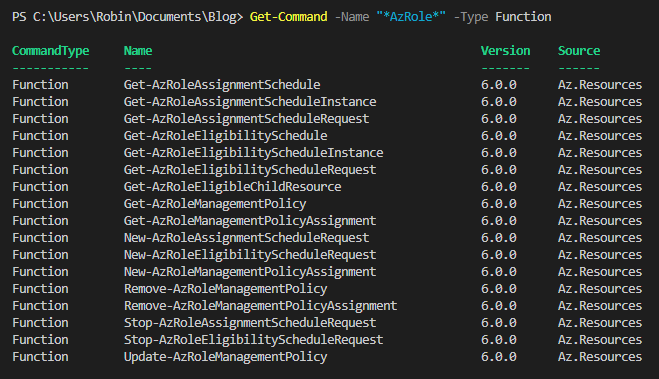 PS C:\Users\Robin\Documents\Blog> Get-Command -Name "*AzRole*" -Type Function
CommandType Name Version Source
----------- ---- ------- ------
Function Get-AzRoleAssignmentSchedule 6.0.0 Az.Resources
Function Get-AzRoleAssignmentScheduleInstance 6.0.0 Az.Resources
Function Get-AzRoleAssignmentScheduleRequest 6.0.0 Az.Resources
Function Get-AzRoleEligibilitySchedule 6.0.0 Az.Resources
Function Get-AzRoleEligibilityScheduleInstance 6.0.0 Az.Resources
Function Get-AzRoleEligibilityScheduleRequest 6.0.0 Az.Resources
Function Get-AzRoleEligibleChildResource 6.0.0 Az.Resources
Function Get-AzRoleManagementPolicy 6.0.0 Az.Resources
Function Get-AzRoleManagementPolicyAssignment 6.0.0 Az.Resources
Function New-AzRoleAssignmentScheduleRequest 6.0.0 Az.Resources
Function New-AzRoleEligibilityScheduleRequest 6.0.0 Az.Resources
Function New-AzRoleManagementPolicyAssignment 6.0.0 Az.Resources
Function Remove-AzRoleManagementPolicy 6.0.0 Az.Resources
Function Remove-AzRoleManagementPolicyAssignment 6.0.0 Az.Resources
Function Stop-AzRoleAssignmentScheduleRequest 6.0.0 Az.Resources
Function Stop-AzRoleEligibilityScheduleRequest 6.0.0 Az.Resources
Function Update-AzRoleManagementPolicy 6.0.0 Az.Resources